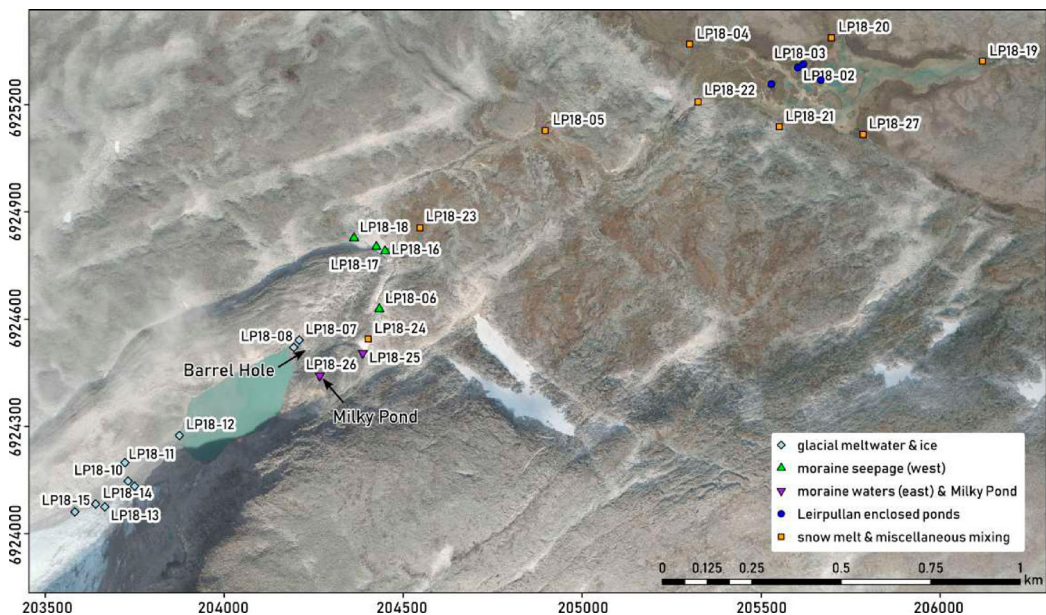 LP18-20
LP18-04
LP18-03
LP18-19
LP18-02
LP18-22
6925200
LP18-21
LP18-27
LP18-05
6924900
LP18-18
LP18-23
LP18-16
LP18-17
LP18-06
6924600
LP18-07
LP18-08
LP18-24
LP18-25
LP18-26
Barrel Hole
Milky Pond
LP18-12
6924300
LP18-11
LP18-10
LP18-14
LP18-15
LP18-13
6924000
glacial meltwater & ice
moraine seepage (west)
moraine waters (east) & Milky Pond
Leirpullan enclosed ponds
snow melt & miscellaneous mixing
0 0.125 0.25 0.5 0.75 1
km
203500 204000 204500 205000 205500 206000